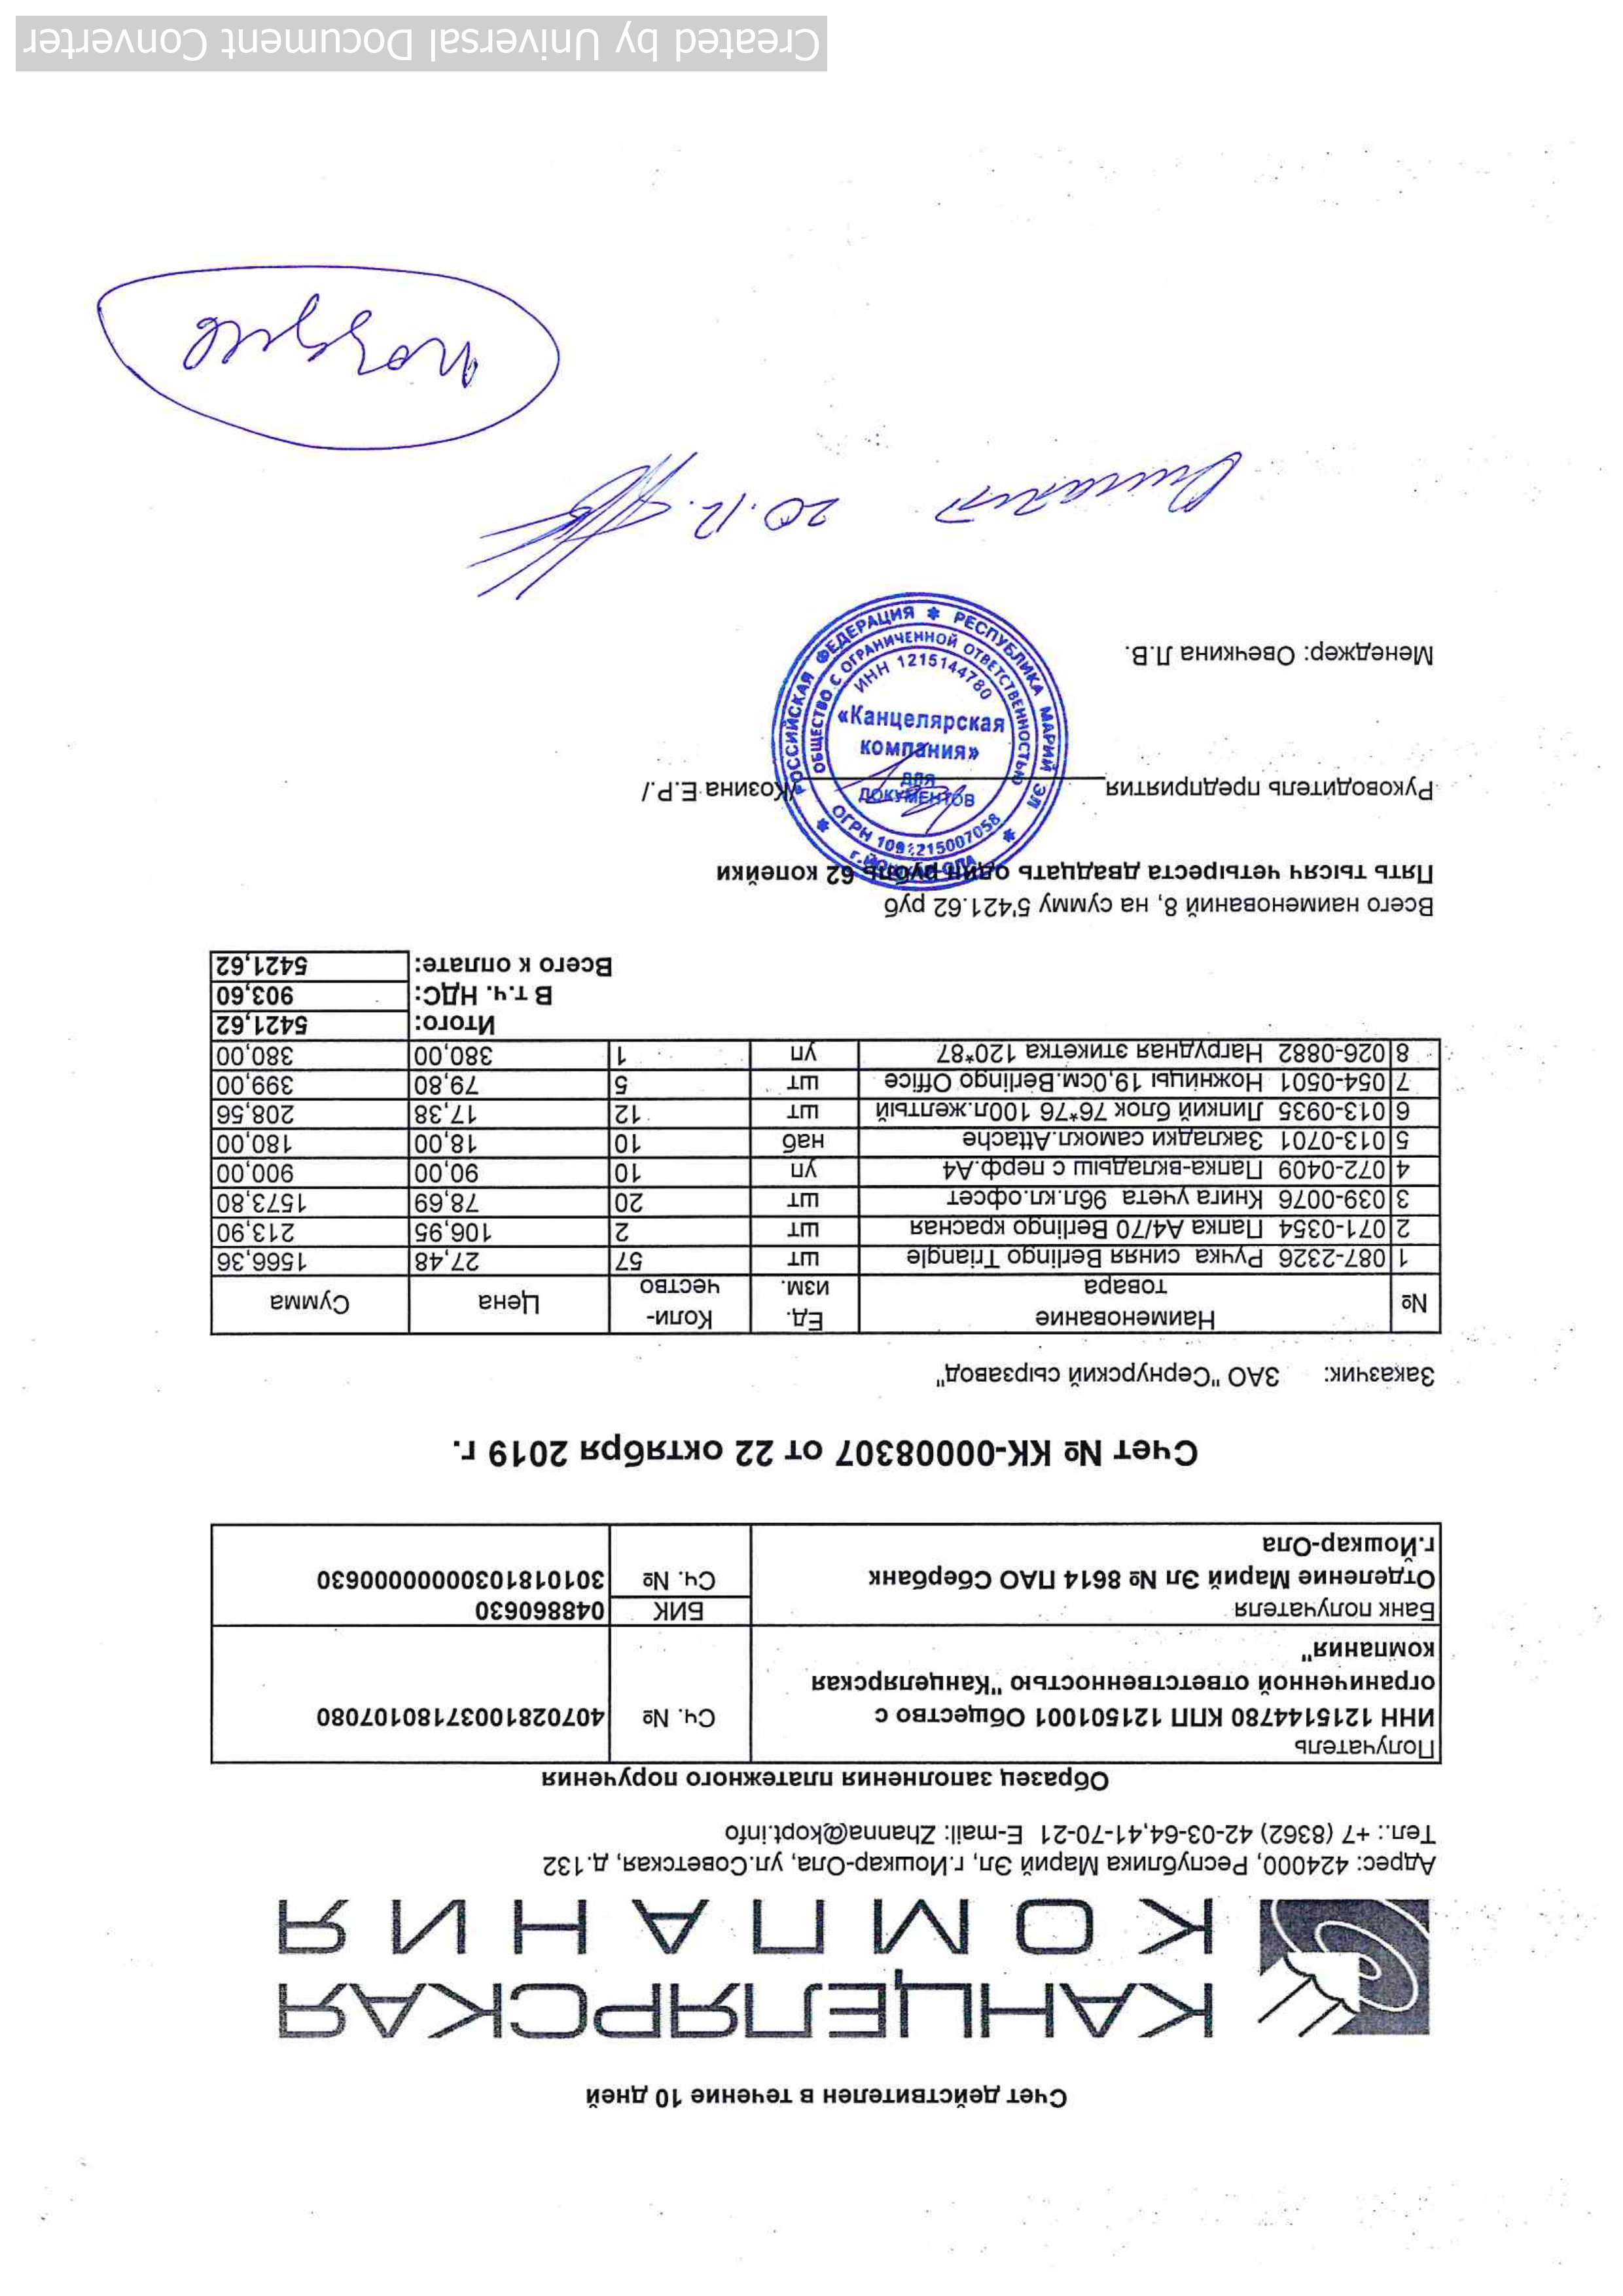 Счет действителен в течение 10 дней
КАНЦЕЛЯРСКАЯ
КОМПАНИЯ
Адрес: 424000, Республика Марий Эл, г.Йошкар-Ола, ул.Советская, д.132
Тел.: +7 (8362) 42-03-64,41-70-21 E-mail: Zhanna@kopt.info
Образец заполнения платежного поручения
Получатель
ИНН 1215144780 КПП 121501001 Общество с
ограниченной ответственностью "Канцелярская
компания"
Сч. № 40702810037180107080
Банк получателя
Отделение Марий Эл № 8614 ПАО Сбербанк
г.Йошкар-Ола
БИК 048860630
Сч. № 30101810300000000630
Счет № КК-00008307 от 22 октября 2019 г.
Заказчик: ЗАО "Сернурский сырзавод"
№ Наименование товара Ед. изм. Коли-чество Цена Сумма
1 087-2326 Ручка синяя Berlingo Triangle шт 57 27,48 1566,36
2 071-0354 Папка А4/70 Berlingo красная шт 2 106,95 213,90
3 039-0076 Книга учета 96л.кл.офсет шт 20 78,69 1573,80
4 072-0409 Папка-вкладыш с перф.А4 уп 10 90,00 900,00
5 013-0701 Закладки самокл.Attache наб 10 18,00 180,00
6 013-0935 Липкий блок 76*76 100л.желтый шт 12 17,38 208,56
7 054-0501 Ножницы 19,0см.Berlingo Office шт 5 79,80 399,00
8 026-0882 Нагрудная этикетка 120*87 уп 1 380,00 380,00
Итого: 5421,62
В т.ч. НДС: 903,60
Всего к оплате: 5421,62
Всего наименований 8, на сумму 5'421.62 руб
Пять тысяч четыреста двадцать один рубль 62 копейки
Руководитель предприятия /Козина Е.Р./
Менеджер: Овечкина Л.В.
РОССИЙСКАЯ ФЕДЕРАЦИЯ * РЕСПУБЛИКА МАРИЙ ЭЛ *
г.ЙОШКАР-ОЛА *
ОБЩЕСТВО С ОГРАНИЧЕННОЙ ОТВЕТСТВЕННОСТЬЮ
ОГРН 1091215007058
ИНН 1215144780
«Канцелярская
компания»
ДЛЯ
ДОКУМЕНТОВ
20.12.
Created by Universal Document Converter